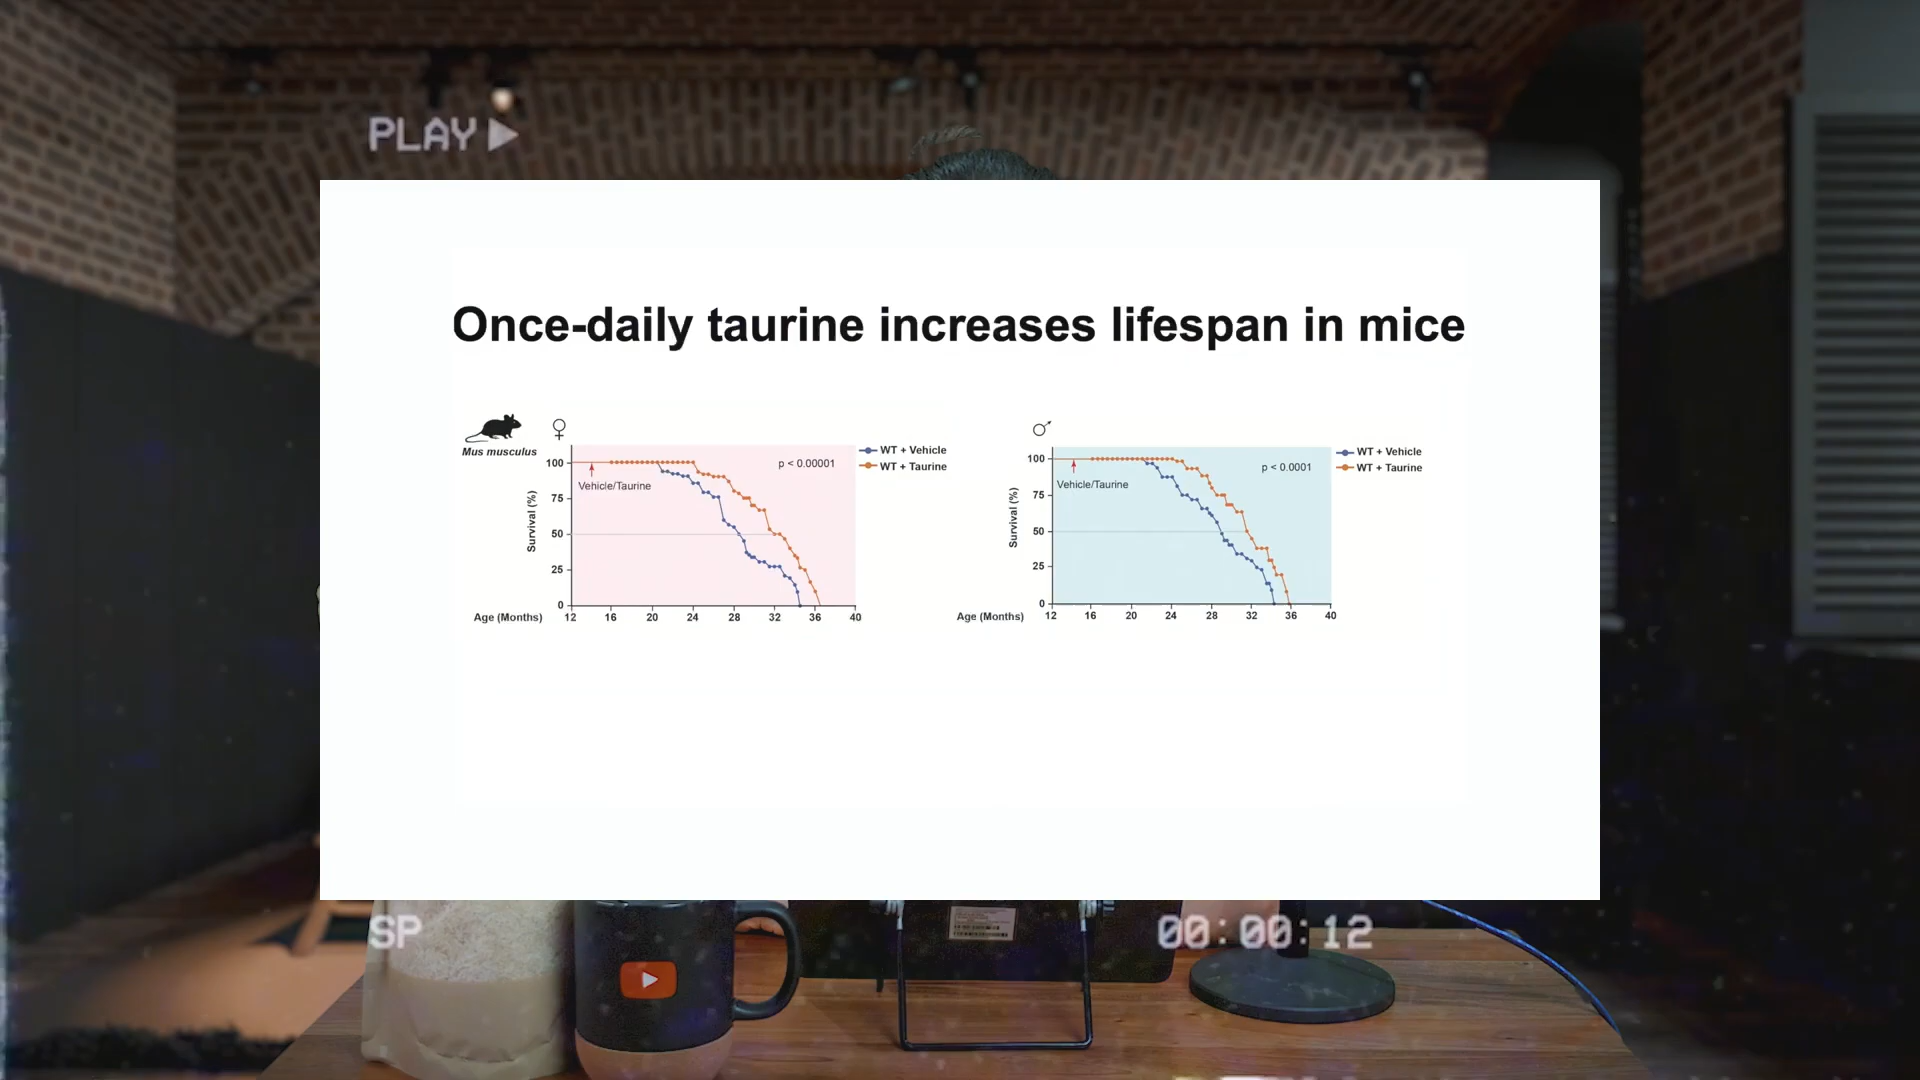 PLAY
Once-daily taurine increases lifespan in mice
Mus musculus
♀
p < 0.00001
WT + Vehicle
WT + Taurine
Vehicle/Taurine
Survival (%)
100
75
50
25
0
Age (Months)
12 16 20 24 28 32 36 40
♂
p < 0.0001
WT + Vehicle
WT + Taurine
Vehicle/Taurine
Survival (%)
100
75
50
25
0
Age (Months)
12 16 20 24 28 32 36 40
SP
00:00:12